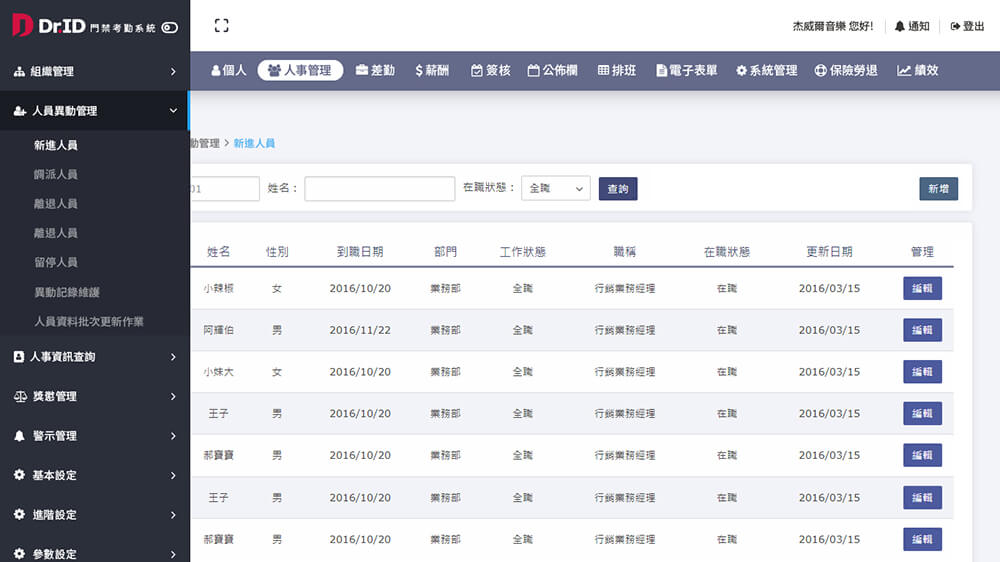 Dr.ID 門禁考勤系統
杰威爾音樂 您好! 通知 登出
個人 人事管理 差勤 $薪酬 簽核 公佈欄 排班 電子表單 系統管理 保險勞退 績效
組織管理
人員異動管理
新進人員
調派人員
離退人員
離退人員
留停人員
異動記錄維護
人員資料批次更新作業
人事資訊查詢
獎懲管理
警示管理
基本設定
進階設定
參數設定
動管理 > 新進人員
01 姓名: 在職狀態: 全職 查詢 新增
姓名 性別 到職日期 部門 工作狀態 職稱 在職狀態 更新日期 管理
小辣椒 女 2016/10/20 業務部 全職 行銷業務經理 在職 2016/03/15 編輯
阿輝伯 男 2016/11/22 業務部 全職 行銷業務經理 在職 2016/03/15 編輯
小妹大 女 2016/10/20 業務部 全職 行銷業務經理 在職 2016/03/15 編輯
王子 男 2016/10/20 業務部 全職 行銷業務經理 在職 2016/03/15 編輯
郝寶寶 男 2016/10/20 業務部 全職 行銷業務經理 在職 2016/03/15 編輯
王子 男 2016/10/20 業務部 全職 行銷業務經理 在職 2016/03/15 編輯
郝寶寶 男 2016/10/20 業務部 全職 行銷業務經理 在職 2016/03/15 編輯